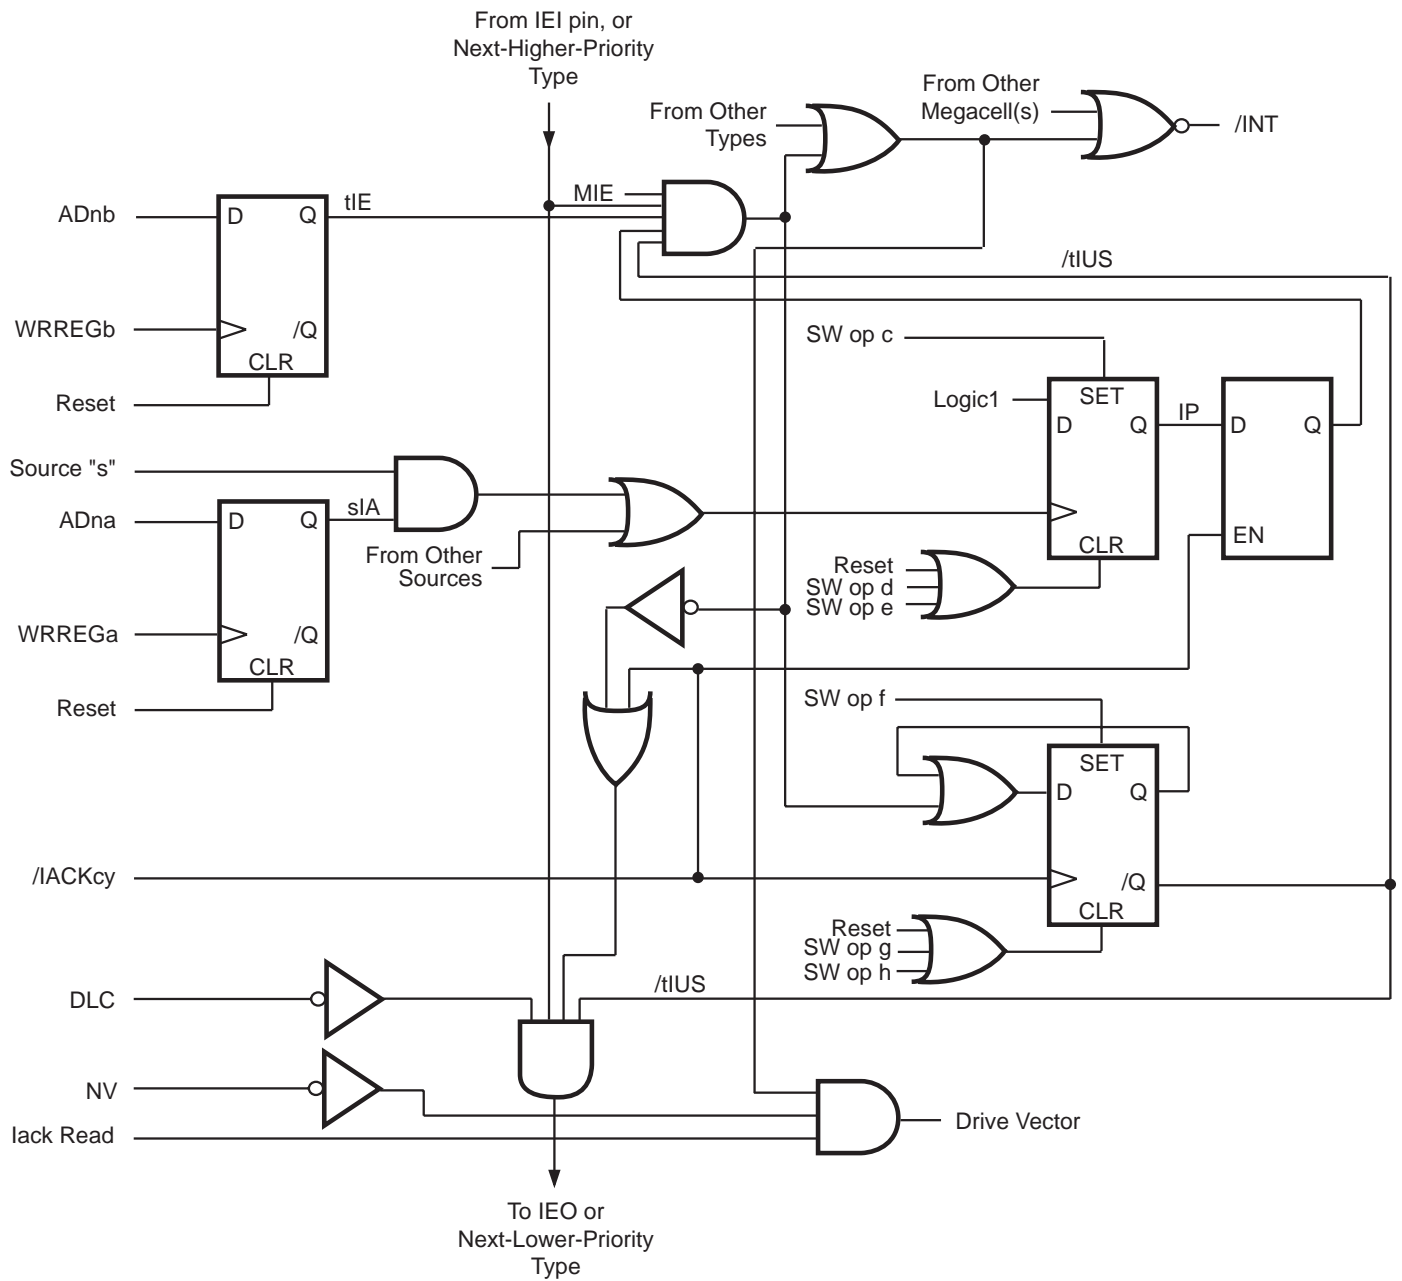 From IEI pin, or
Next-Higher-Priority
Type
From Other
Types
From Other
Megacell(s)
/INT
MIE
ADnb
D
Q
tIE
WRREGb
/Q
CLR
Reset
/tIUS
SW op c
Logic1
SET
D
Q
IP
D
Q
CLR
EN
Source "s"
ADna
D
Q
sIA
From Other
Sources
WRREGa
/Q
CLR
Reset
Reset
SW op d
SW op e
SW op f
SET
D
Q
/IACKcy
/Q
CLR
Reset
SW op g
SW op h
DLC
/tIUS
NV
Iack Read
Drive Vector
To IEO or
Next-Lower-Priority
Type